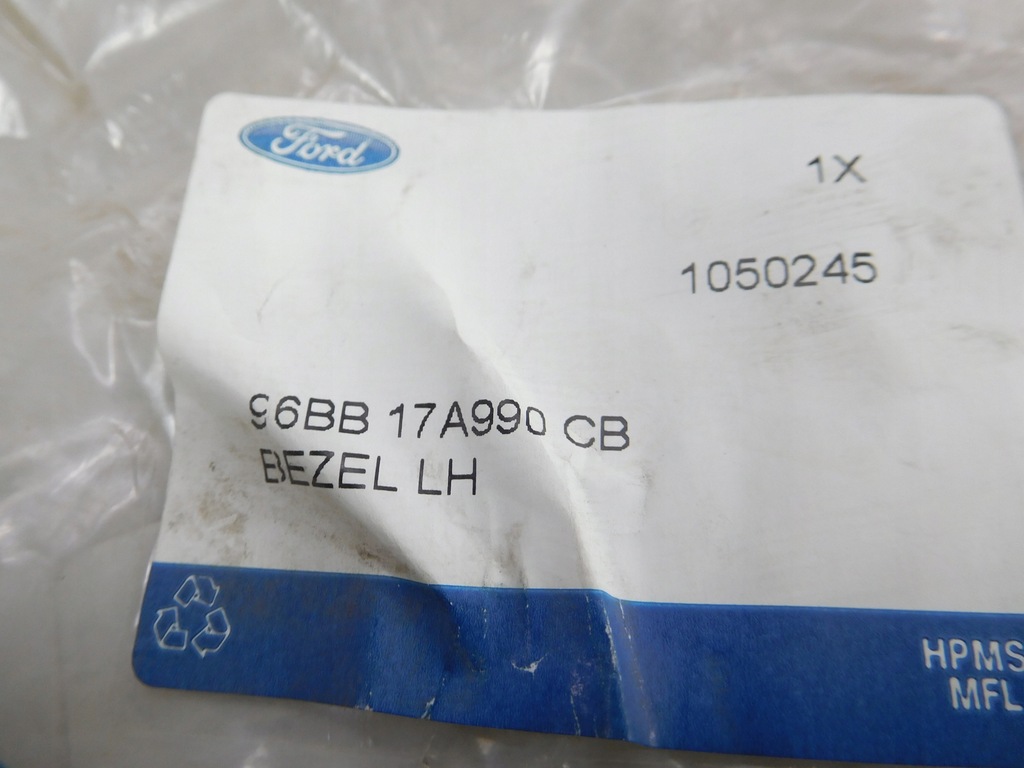 Ford
1X
1050245
96BB 17A990 CB
BEZEL LH
HPMS
MFL